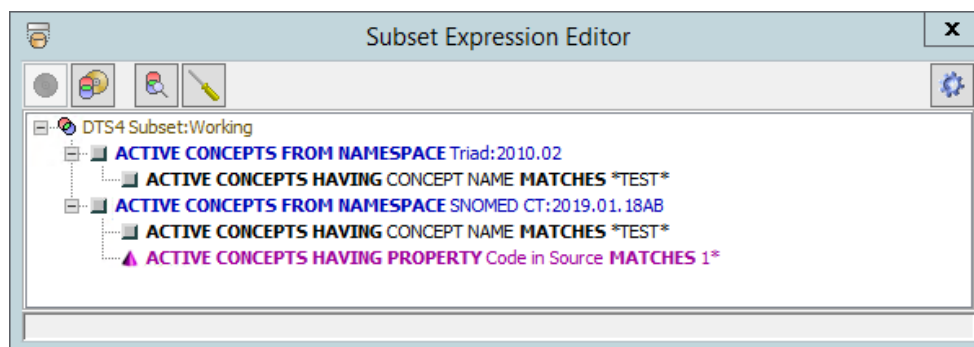 Subset Expression Editor
x
DTS4 Subset:Working
ACTIVE CONCEPTS FROM NAMESPACE Triad:2010.02
ACTIVE CONCEPTS HAVING CONCEPT NAME MATCHES *TEST*
ACTIVE CONCEPTS FROM NAMESPACE SNOMED CT:2019.01.18AB
ACTIVE CONCEPTS HAVING CONCEPT NAME MATCHES *TEST*
ACTIVE CONCEPTS HAVING PROPERTY Code in Source MATCHES 1*